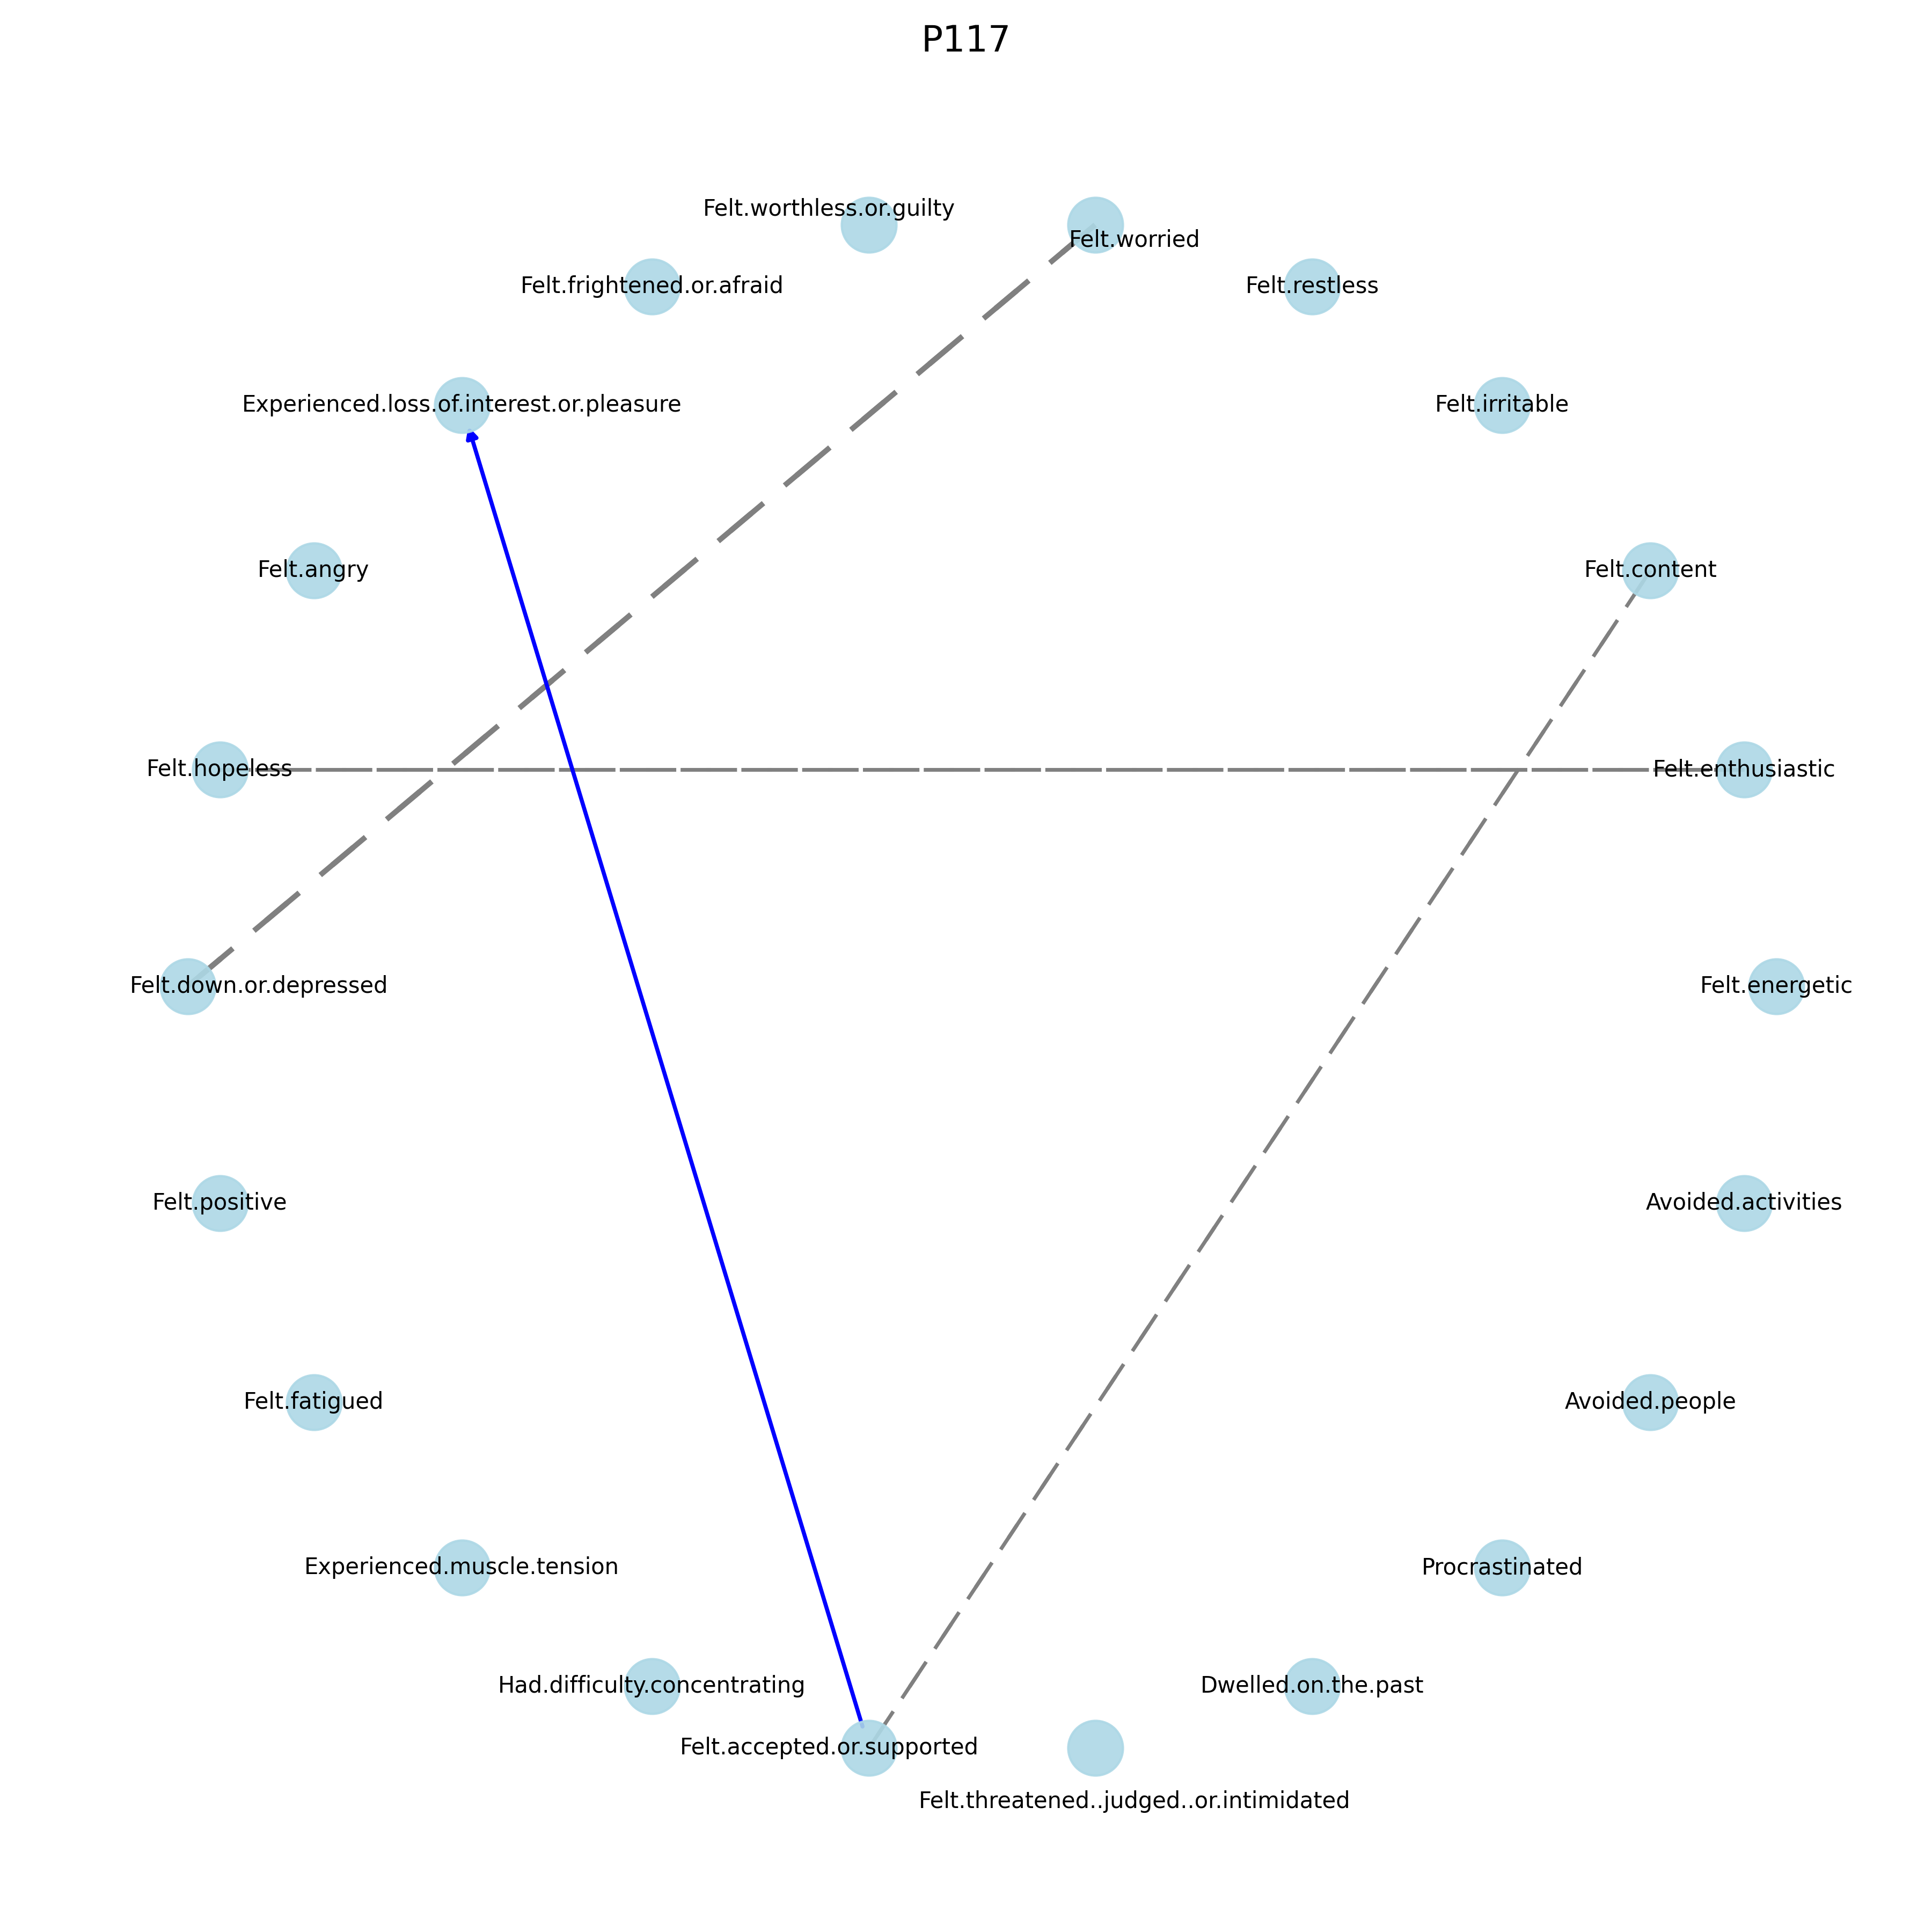 P117
Felt.worthless.or.guilty
Felt.worried
Felt.frightened.or.afraid
Felt.restless
Experienced.loss.of.interest.or.pleasure
Felt.irritable
Felt.angry
Felt.content
Felt.hopeless
Felt.enthusiastic
Felt.down.or.depressed
Felt.energetic
Felt.positive
Avoided.activities
Felt.fatigued
Avoided.people
Experienced.muscle.tension
Procrastinated
Had.difficulty.concentrating
Dwelled.on.the.past
Felt.accepted.or.supported
Felt.threatened..judged..or.intimidated